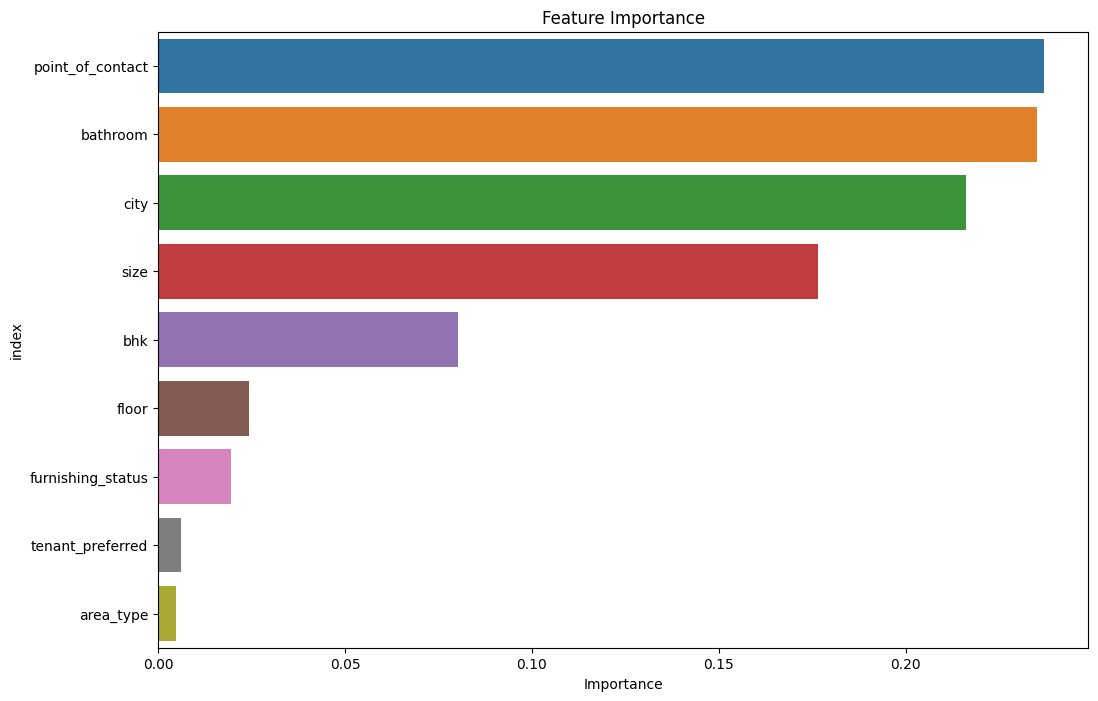 Feature Importance
point_of_contact
bathroom
city
size
bhk
floor
furnishing_status
tenant_preferred
area_type
index
0.00 0.05 0.10 0.15 0.20
Importance